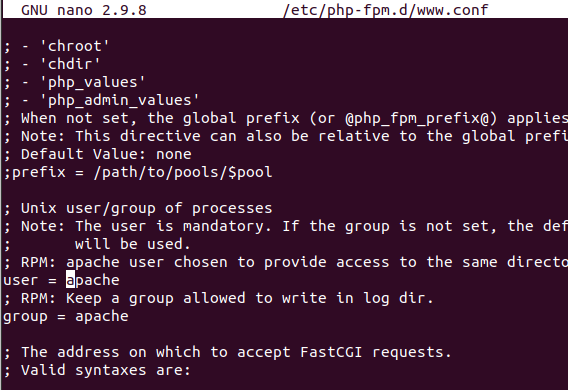 GNU nano 2.9.8 /etc/php-fpm.d/www.conf
; - 'chroot'
; - 'chdir'
; - 'php_values'
; - 'php_admin_values'
; When not set, the global prefix (or @php_fpm_prefix@) applies
; Note: This directive can also be relative to the global prefi
; Default Value: none
;prefix = /path/to/pools/$pool
; Unix user/group of processes
; Note: The user is mandatory. If the group is not set, the def
; will be used.
; RPM: apache user chosen to provide access to the same directo
user = apache
; RPM: Keep a group allowed to write in log dir.
group = apache
; The address on which to accept FastCGI requests.
; Valid syntaxes are: